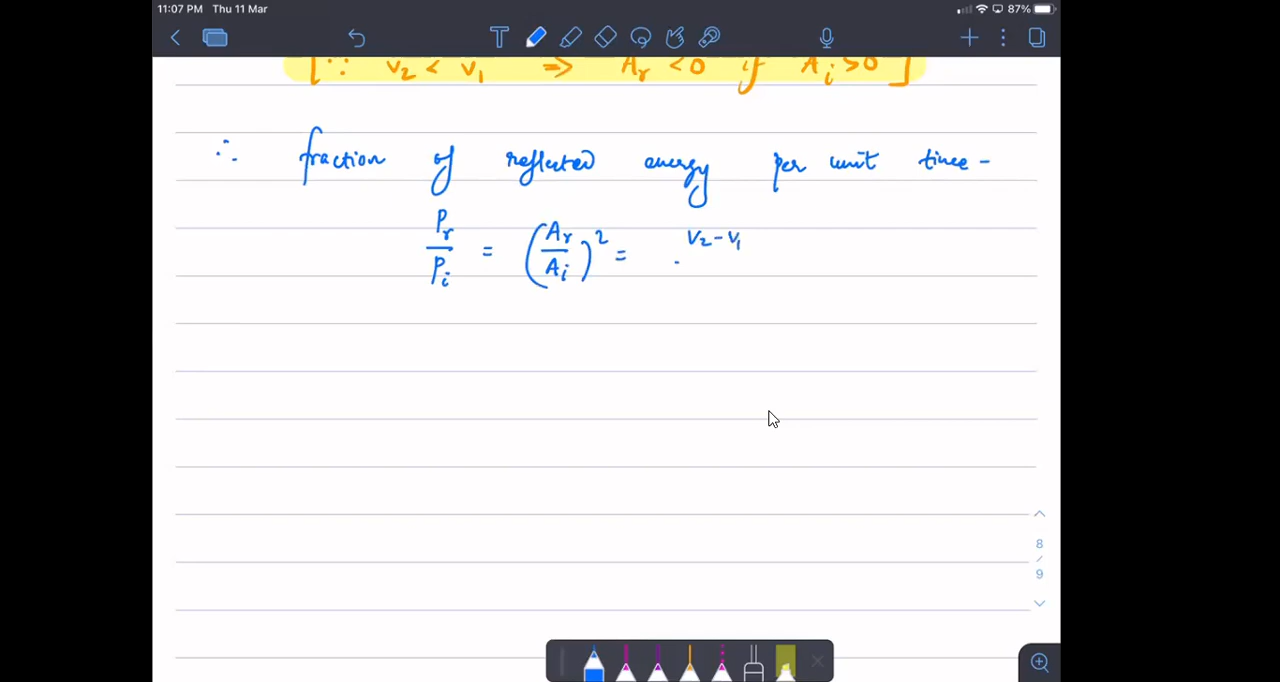 11:07 PM Thu 11 Mar
87%
T
[∵ v₂ < v₁ ⇒ Aᵣ < 0 if Aᵢ > 0]
∴ fraction of reflected energy per unit time -
Pᵣ/Pᵢ = (Aᵣ/Aᵢ)² = v₂ - v₁
8
/
9